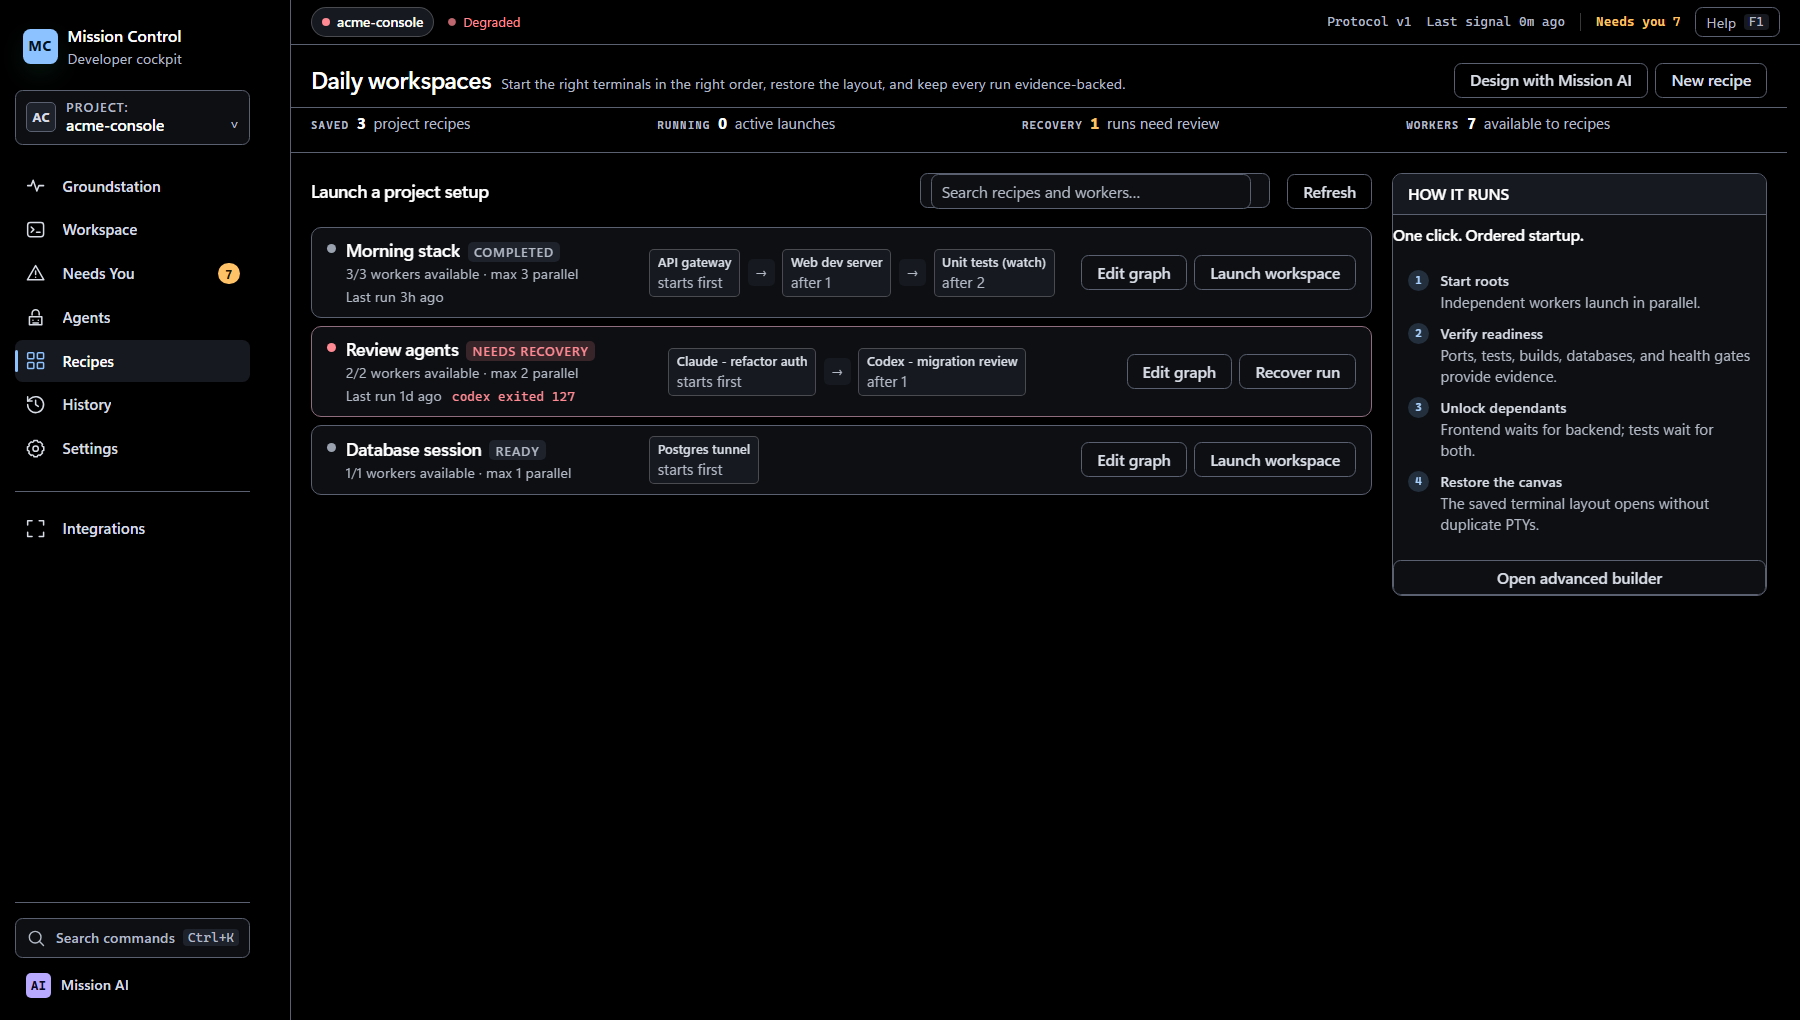 MC
Mission Control
Developer cockpit
AC
PROJECT:
acme-console
v
Groundstation
Workspace
Needs You 7
Agents
Recipes
History
Settings
Integrations
Search commands Ctrl+K
AI Mission AI
acme-console Degraded
Protocol v1 Last signal 0m ago Needs you 7 Help F1
Daily workspaces Start the right terminals in the right order, restore the layout, and keep every run evidence-backed.
Design with Mission AI New recipe
SAVED 3 project recipes
RUNNING 0 active launches
RECOVERY 1 runs need review
WORKERS 7 available to recipes
Launch a project setup
Search recipes and workers...
Refresh
Morning stack COMPLETED
3/3 workers available · max 3 parallel
Last run 3h ago
API gateway
starts first
→
Web dev server
after 1
→
Unit tests (watch)
after 2
Edit graph Launch workspace
Review agents NEEDS RECOVERY
2/2 workers available · max 2 parallel
Last run 1d ago codex exited 127
Claude - refactor auth
starts first
→
Codex - migration review
after 1
Edit graph Recover run
Database session READY
1/1 workers available · max 1 parallel
Postgres tunnel
starts first
Edit graph Launch workspace
HOW IT RUNS
One click. Ordered startup.
1 Start roots
Independent workers launch in parallel.
2 Verify readiness
Ports, tests, builds, databases, and health gates
provide evidence.
3 Unlock dependants
Frontend waits for backend; tests wait for
both.
4 Restore the canvas
The saved terminal layout opens without
duplicate PTYs.
Open advanced builder